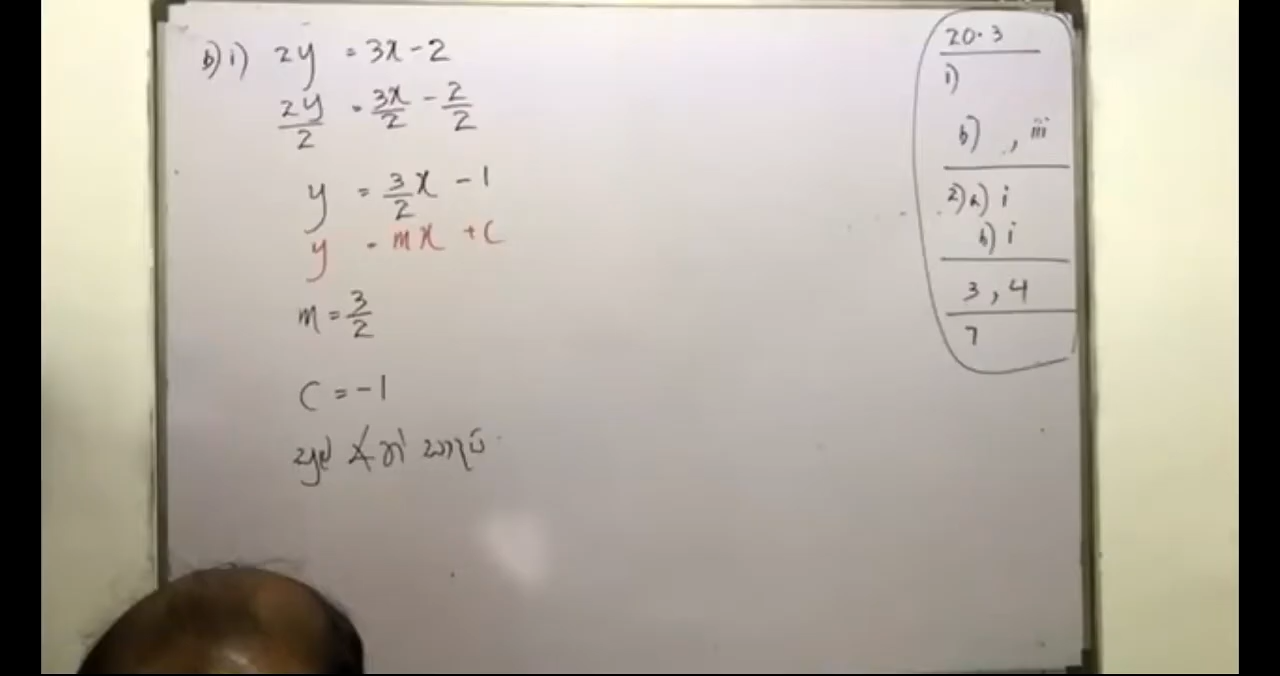 b) i) 2y = 3x - 2
2y/2 = 3x/2 - 2/2
y = 3/2 x - 1
y = mx + c
m = 3/2
c = -1
20.3
i)
b) , iii
2) a) i
b) i
3 , 4
7